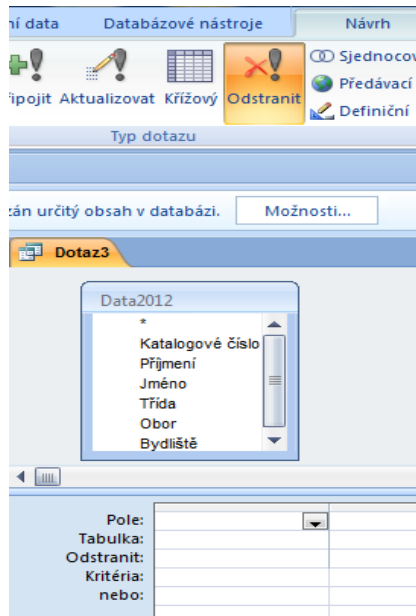 ní data Databázové nástroje Návrh
řipojit Aktualizovat Křížový Odstranit
Sjednocov
Předávací
Definiční
Typ dotazu
zán určitý obsah v databázi. Možnosti...
Dotaz3
Data2012
*
Katalogové číslo
Příjmení
Jméno
Třída
Obor
Bydliště
Pole:
Tabulka:
Odstranit:
Kritéria:
nebo: